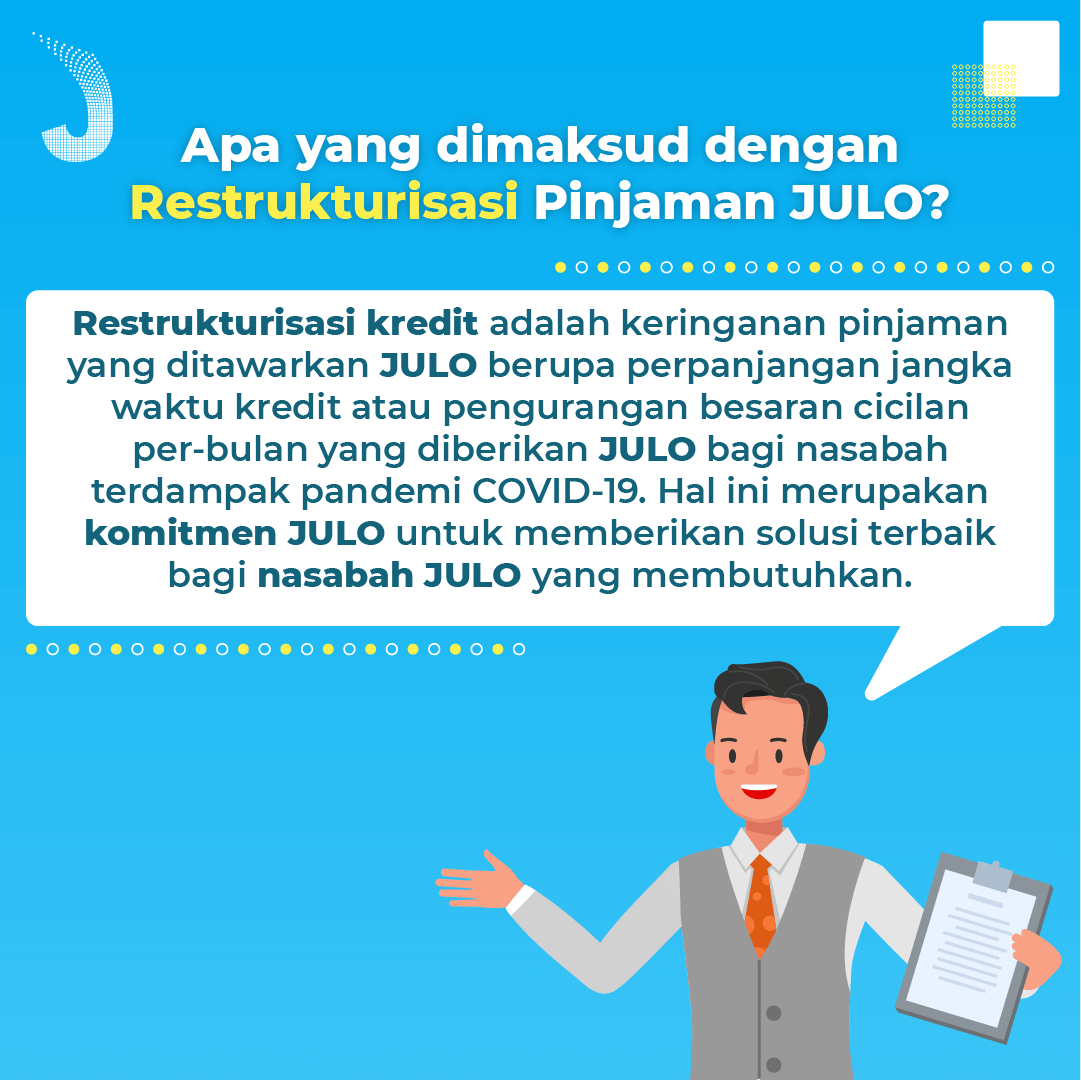 Apa yang dimaksud dengan
Restrukturisasi Pinjaman JULO?
Restrukturisasi kredit adalah keringanan pinjaman
yang ditawarkan JULO berupa perpanjangan jangka
waktu kredit atau pengurangan besaran cicilan
per-bulan yang diberikan JULO bagi nasabah
terdampak pandemi COVID-19. Hal ini merupakan
komitmen JULO untuk memberikan solusi terbaik
bagi nasabah JULO yang membutuhkan.